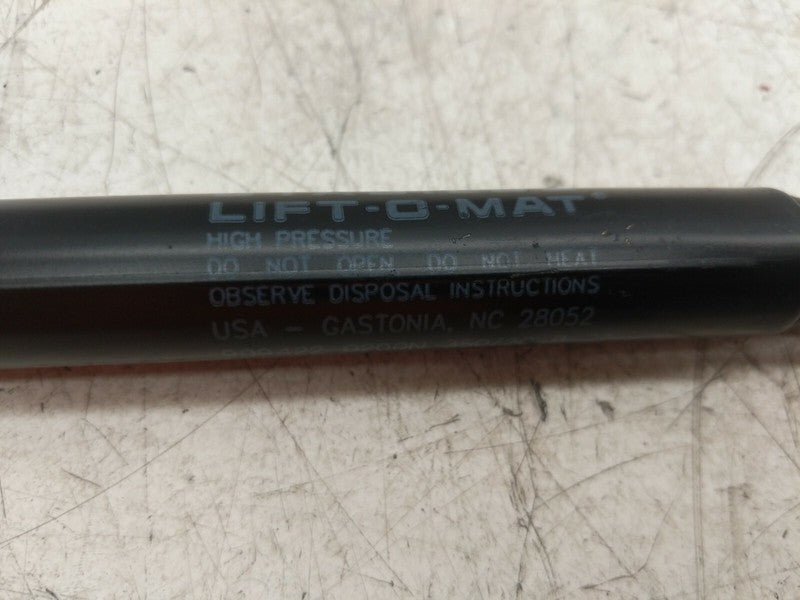 LIFT-O-MAT®
HIGH PRESSURE
DO NOT OPEN DO NOT HEAT
OBSERVE DISPOSAL INSTRUCTIONS
USA - GASTONIA, NC 28052